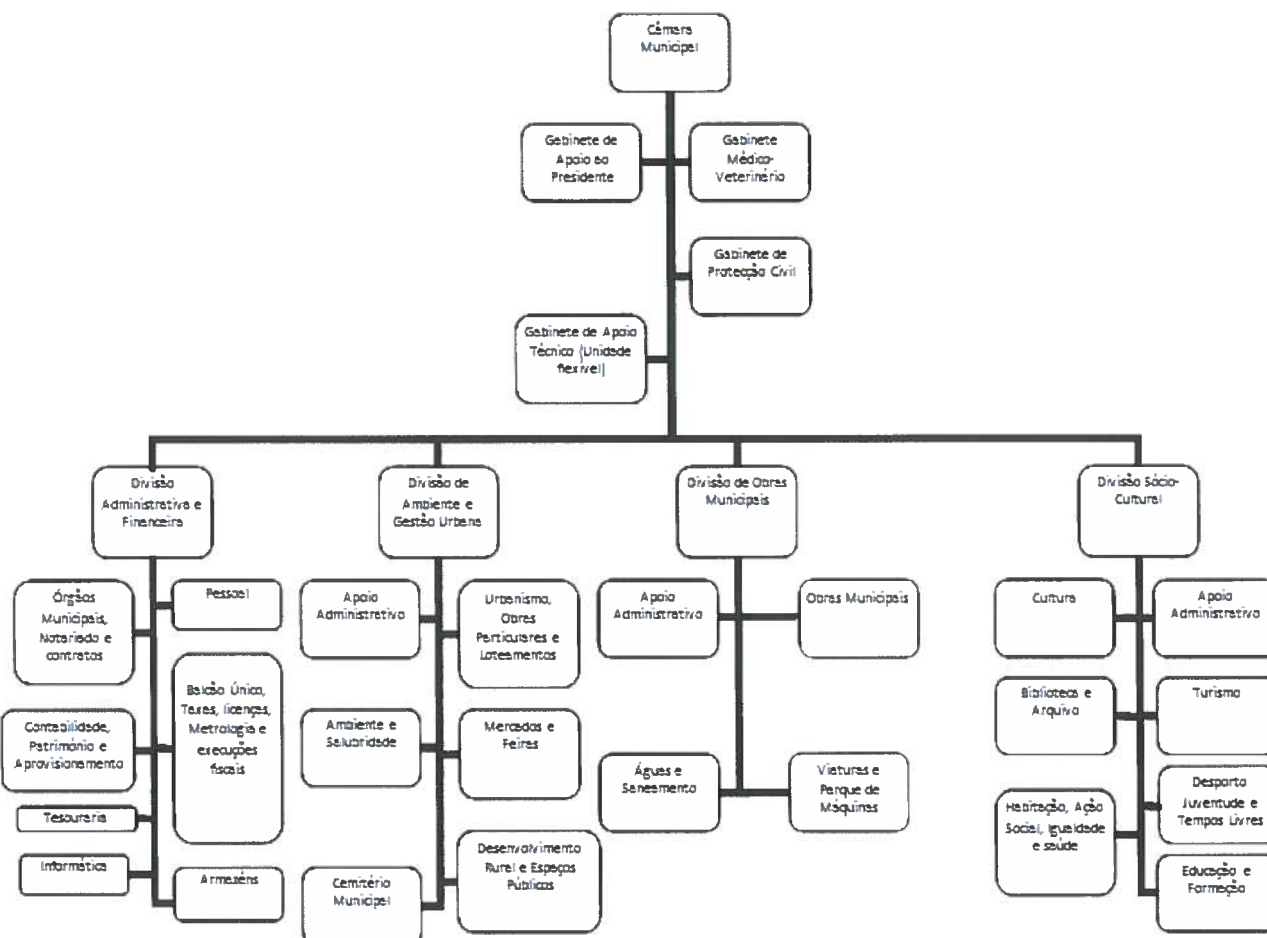 Câmara
Municipal
Gabinete de
Apoio ao
Presidente
Gabinete
Médico-
Veterinário
Gabinete de
Protecção Civil
Gabinete de Apoio
Técnico (Unidade
flexível)
Divisão
Administrativa e
Financeira
Divisão de
Ambiente e
Gestão Urbana
Divisão de Obras
Municipais
Divisão Sócio-
Cultural
Órgãos
Municipais,
Notariado e
contratos
Pessoal
Contabilidade,
Património e
Aprovisionamento
Balcão Único,
Taxas, licenças,
Metrologia e
execuções
fiscais
Tesouraria
Informática
Armazéns
Apoio
Administrativo
Urbanismo,
Obras
Particulares e
Loteamentos
Ambiente e
Salubridade
Mercados e
Feiras
Cemitério
Municipal
Desenvolvimento
Rural e Espaços
Públicos
Apoio
Administrativo
Obras Municipais
Águas e
Saneamento
Viaturas e
Parque de
Máquinas
Cultura
Apoio
Administrativo
Biblioteca e
Arquivo
Turismo
Habitação, Ação
Social, Igualdade
e saúde
Desporto
Juventude e
Tempos Livres
Educação e
Formação